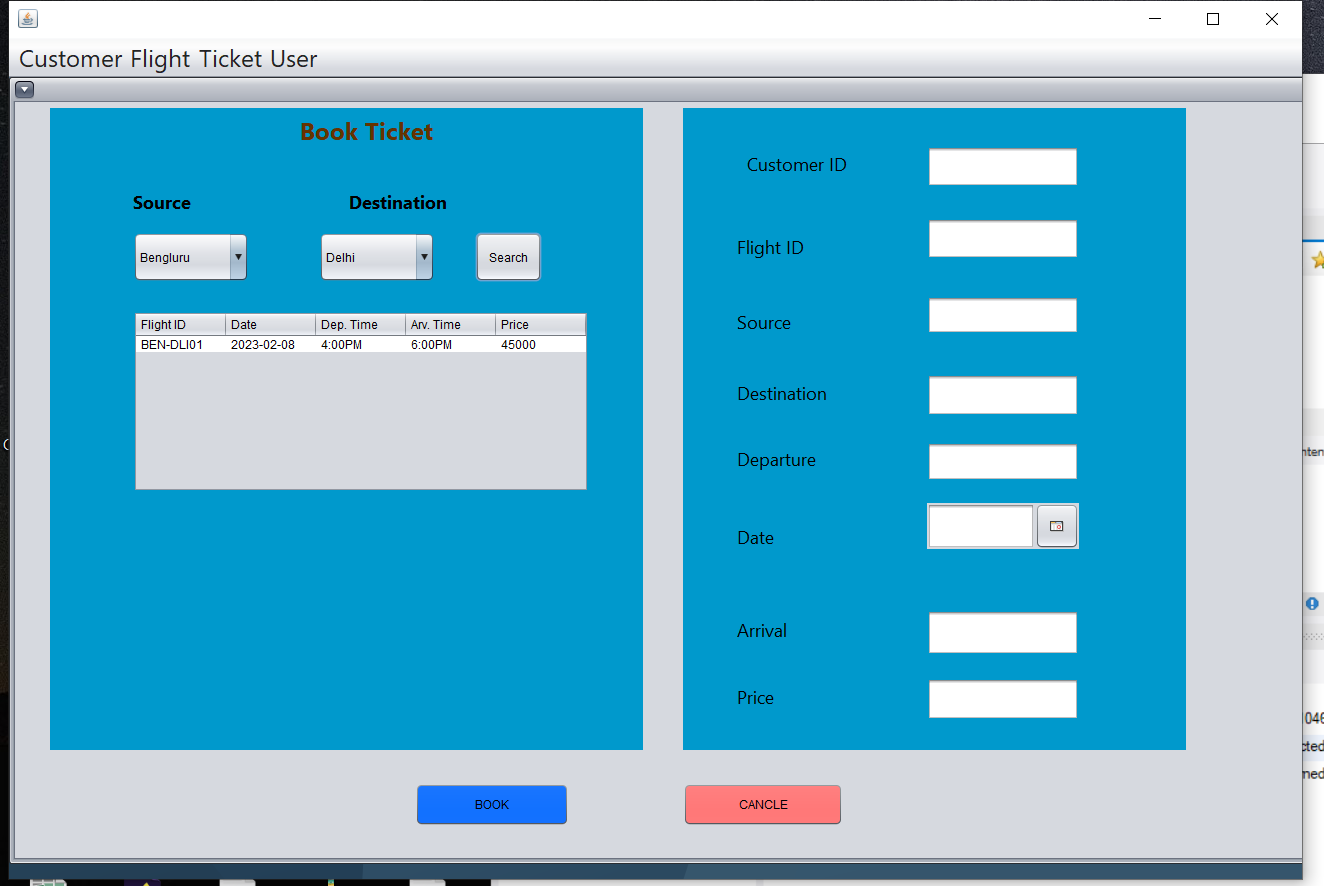 Customer Flight Ticket User
Book Ticket
Source Destination
Bengluru Delhi Search
Flight ID Date Dep. Time Arv. Time Price
BEN-DLI01 2023-02-08 4:00PM 6:00PM 45000
Customer ID
Flight ID
Source
Destination
Departure
Date
Arrival
Price
BOOK CANCLE